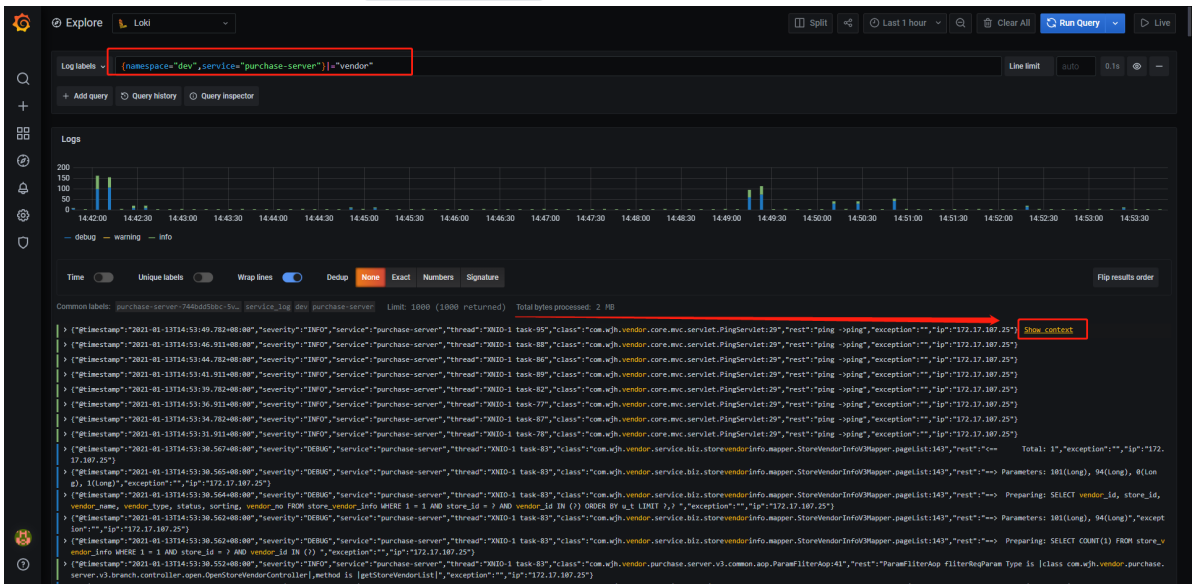 Explore Loki Split Last 1 hour Clear All Run Query Live
Log labels {namespace="dev",service="purchase-server"}|="vendor" Line limit auto 0.1s
+ Add query Query history Query inspector
Logs
200
150
100
50
0
14:42:00 14:42:30 14:43:00 14:43:30 14:44:00 14:44:30 14:45:00 14:45:30 14:46:00 14:46:30 14:47:00 14:47:30 14:48:00 14:48:30 14:49:00 14:49:30 14:50:00 14:50:30 14:51:00 14:51:30 14:52:00 14:52:30 14:53:00 14:53:30
debug warning info
Time Unique labels Wrap lines Dedup None Exact Numbers Signature Flip results order
Common labels: purchase-server-744bdd5bbc-5v… service_log dev purchase-server Limit: 1000 (1000 returned) Total bytes processed: 2 MB
> {"@timestamp":"2021-01-13T14:53:49.782+08:00","severity":"INFO","service":"purchase-server","thread":"XNIO-1 task-95","class":"com.wjh.vendor.core.mvc.servlet.PingServlet:29","rest":"ping ->ping","exception":"","ip":"172.17.107.25"} Show context
> {"@timestamp":"2021-01-13T14:53:46.911+08:00","severity":"INFO","service":"purchase-server","thread":"XNIO-1 task-88","class":"com.wjh.vendor.core.mvc.servlet.PingServlet:29","rest":"ping ->ping","exception":"","ip":"172.17.107.25"}
> {"@timestamp":"2021-01-13T14:53:44.782+08:00","severity":"INFO","service":"purchase-server","thread":"XNIO-1 task-86","class":"com.wjh.vendor.core.mvc.servlet.PingServlet:29","rest":"ping ->ping","exception":"","ip":"172.17.107.25"}
> {"@timestamp":"2021-01-13T14:53:41.911+08:00","severity":"INFO","service":"purchase-server","thread":"XNIO-1 task-89","class":"com.wjh.vendor.core.mvc.servlet.PingServlet:29","rest":"ping ->ping","exception":"","ip":"172.17.107.25"}
> {"@timestamp":"2021-01-13T14:53:39.782+08:00","severity":"INFO","service":"purchase-server","thread":"XNIO-1 task-82","class":"com.wjh.vendor.core.mvc.servlet.PingServlet:29","rest":"ping ->ping","exception":"","ip":"172.17.107.25"}
> {"@timestamp":"2021-01-13T14:53:36.911+08:00","severity":"INFO","service":"purchase-server","thread":"XNIO-1 task-77","class":"com.wjh.vendor.core.mvc.servlet.PingServlet:29","rest":"ping ->ping","exception":"","ip":"172.17.107.25"}
> {"@timestamp":"2021-01-13T14:53:34.782+08:00","severity":"INFO","service":"purchase-server","thread":"XNIO-1 task-87","class":"com.wjh.vendor.core.mvc.servlet.PingServlet:29","rest":"ping ->ping","exception":"","ip":"172.17.107.25"}
> {"@timestamp":"2021-01-13T14:53:31.911+08:00","severity":"INFO","service":"purchase-server","thread":"XNIO-1 task-78","class":"com.wjh.vendor.core.mvc.servlet.PingServlet:29","rest":"ping ->ping","exception":"","ip":"172.17.107.25"}
> {"@timestamp":"2021-01-13T14:53:30.567+08:00","severity":"DEBUG","service":"purchase-server","thread":"XNIO-1 task-83","class":"com.wjh.vendor.service.biz.storevendorinfo.mapper.StoreVendorInfoV3Mapper.pageList:143","rest":"<== Total: 1","exception":"","ip":"172.
17.107.25"}
> {"@timestamp":"2021-01-13T14:53:30.565+08:00","severity":"DEBUG","service":"purchase-server","thread":"XNIO-1 task-83","class":"com.wjh.vendor.service.biz.storevendorinfo.mapper.StoreVendorInfoV3Mapper.pageList:143","rest":"==> Parameters: 101(Long), 94(Long), 0(Lon
g), 1(Long)","exception":"","ip":"172.17.107.25"}
> {"@timestamp":"2021-01-13T14:53:30.564+08:00","severity":"DEBUG","service":"purchase-server","thread":"XNIO-1 task-83","class":"com.wjh.vendor.service.biz.storevendorinfo.mapper.StoreVendorInfoV3Mapper.pageList:143","rest":"==> Preparing: SELECT vendor_id, store_id,
vendor_name, vendor_type, status, sorting, vendor_no FROM store_vendor_info WHERE 1 = 1 AND store_id = ? AND vendor_id IN (?) ORDER BY u_t LIMIT ?,? ","exception":"","ip":"172.17.107.25"}
> {"@timestamp":"2021-01-13T14:53:30.562+08:00","severity":"DEBUG","service":"purchase-server","thread":"XNIO-1 task-83","class":"com.wjh.vendor.service.biz.storevendorinfo.mapper.StoreVendorInfoV3Mapper.pageList:143","rest":"==> Parameters: 101(Long), 94(Long)","except
ion":"","ip":"172.17.107.25"}
> {"@timestamp":"2021-01-13T14:53:30.562+08:00","severity":"DEBUG","service":"purchase-server","thread":"XNIO-1 task-83","class":"com.wjh.vendor.service.biz.storevendorinfo.mapper.StoreVendorInfoV3Mapper.pageList:143","rest":"==> Preparing: SELECT COUNT(1) FROM store_v
endor_info WHERE 1 = 1 AND store_id = ? AND vendor_id IN (?) ","exception":"","ip":"172.17.107.25"}
> {"@timestamp":"2021-01-13T14:53:30.552+08:00","severity":"INFO","service":"purchase-server","thread":"XNIO-1 task-83","class":"com.wjh.vendor.purchase.server.v3.common.aop.ParamFliterAop:41","rest":"ParamFliterAop fliterReqParam Type is |class com.wjh.vendor.purchase.
server.v3.branch.controller.open.OpenStoreVendorController|,method is |getStoreVendorList|","exception":"","ip":"172.17.107.25"}